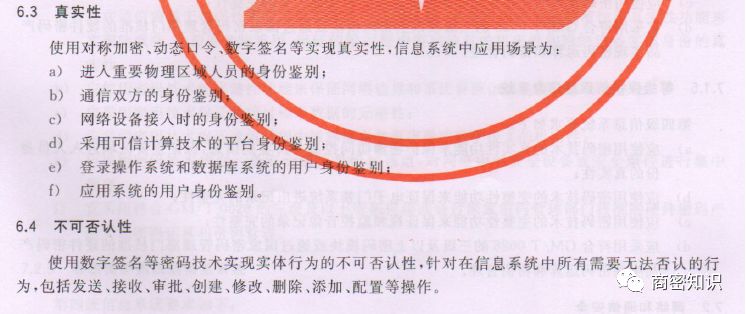 6.3 真实性
使用对称加密、动态口令、数字签名等实现真实性,信息系统中应用场景为:
a) 进入重要物理区域人员的身份鉴别;
b) 通信双方的身份鉴别;
c) 网络设备接入时的身份鉴别;
d) 采用可信计算技术的平台身份鉴别;
e) 登录操作系统和数据库系统的用户身份鉴别;
f) 应用系统的用户身份鉴别。
6.4 不可否认性
使用数字签名等密码技术实现实体行为的不可否认性,针对在信息系统中所有需要无法否认的行
为,包括发送、接收、审批、创建、修改、删除、添加、配置等操作。
商密知识